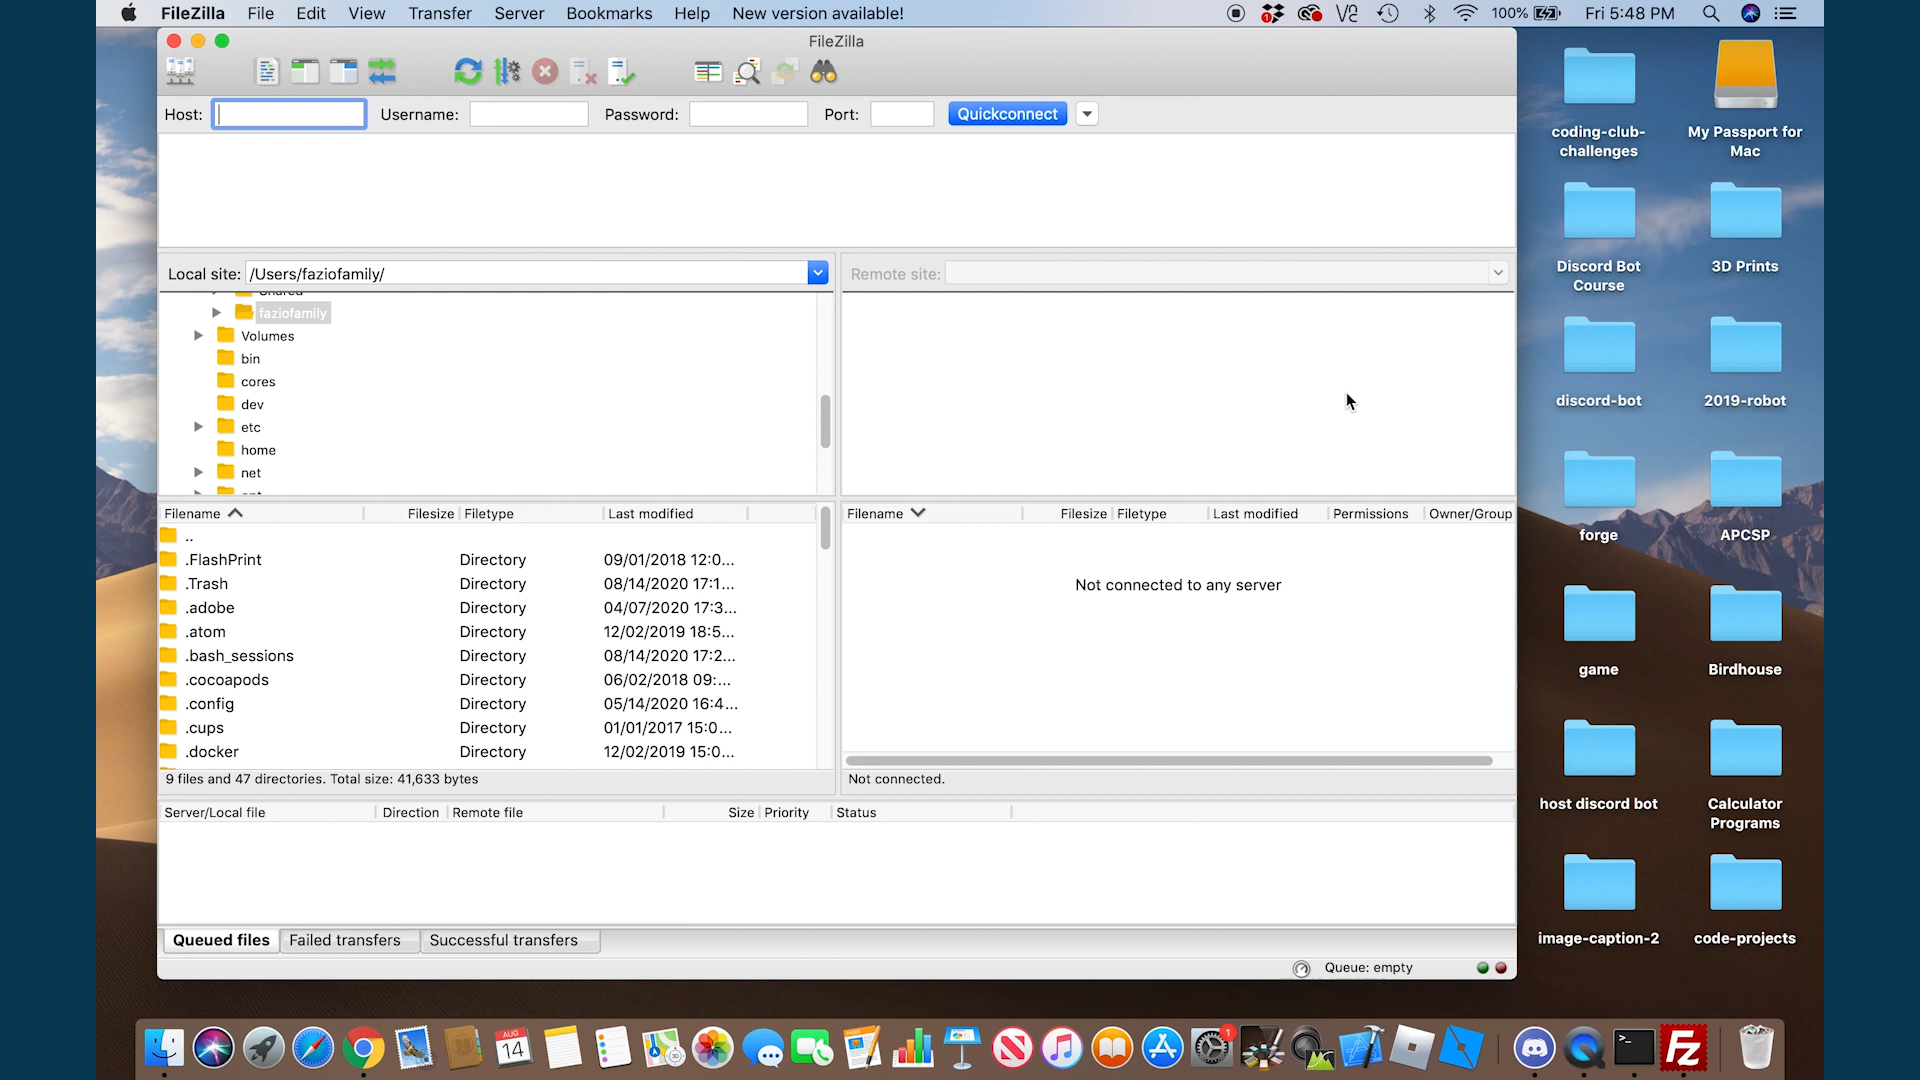 FileZilla File Edit View Transfer Server Bookmarks Help New version available!
100% Fri 5:48 PM
FileZilla
Host: Username: Password: Port: Quickconnect
Local site: /Users/faziofamily/
Remote site:
faziofamily
Volumes
bin
cores
dev
etc
home
net
Filename Filesize Filetype Last modified
..
.FlashPrint Directory 09/01/2018 12:0...
.Trash Directory 08/14/2020 17:1...
.adobe Directory 04/07/2020 17:3...
.atom Directory 12/02/2019 18:5...
.bash_sessions Directory 08/14/2020 17:2...
.cocoapods Directory 06/02/2018 09:...
.config Directory 05/14/2020 16:4...
.cups Directory 01/01/2017 15:0...
.docker Directory 12/02/2019 15:0...
9 files and 47 directories. Total size: 41,633 bytes
Filename Filesize Filetype Last modified Permissions Owner/Group
Not connected to any server
Not connected.
Server/Local file Direction Remote file Size Priority Status
Queued files Failed transfers Successful transfers
Queue: empty
coding-club-
challenges
My Passport for
Mac
Discord Bot
Course
3D Prints
discord-bot
2019-robot
forge
APCSP
game
Birdhouse
host discord bot
Calculator
Programs
image-caption-2
code-projects
AUG
14
1
Fz